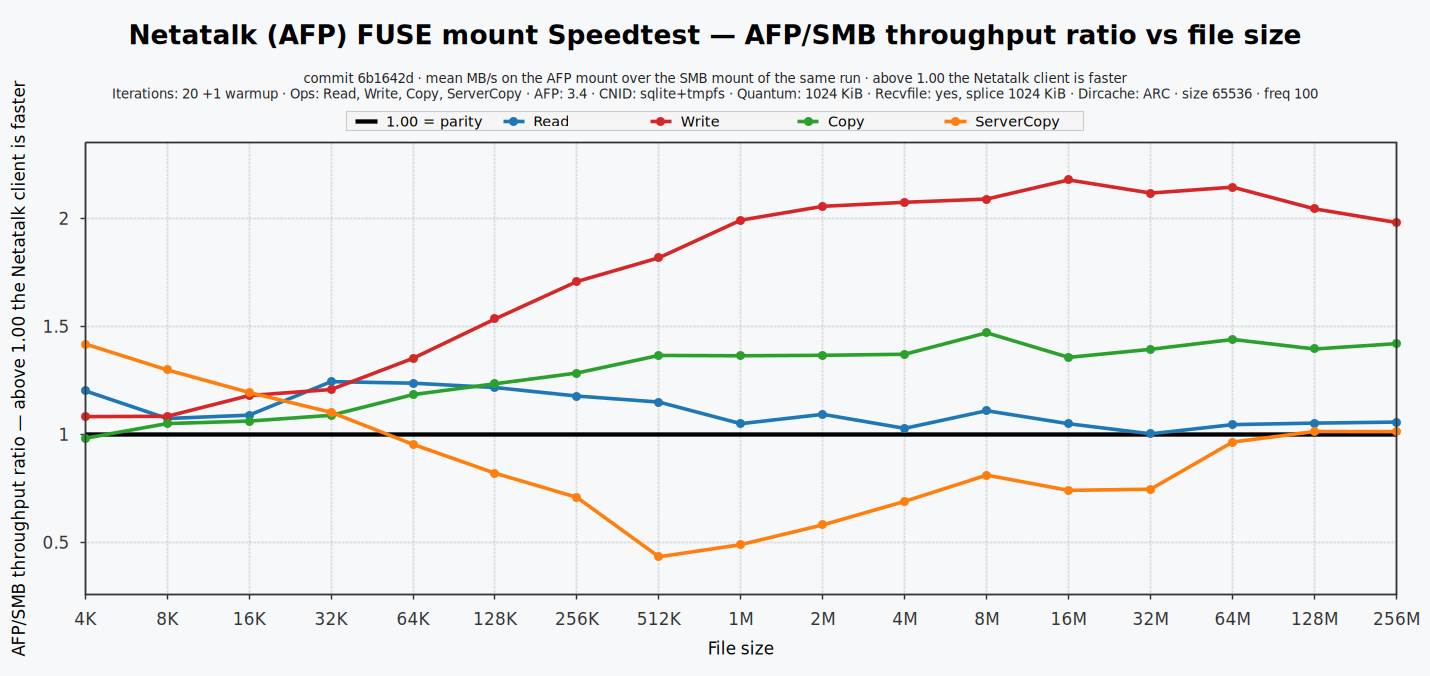 Netatalk (AFP) FUSE mount Speedtest — AFP/SMB throughput ratio vs file size
commit 6b1642d · mean MB/s on the AFP mount over the SMB mount of the same run · above 1.00 the Netatalk client is faster
Iterations: 20 +1 warmup · Ops: Read, Write, Copy, ServerCopy · AFP: 3.4 · CNID: sqlite+tmpfs · Quantum: 1024 KiB · Recvfile: yes, splice 1024 KiB · Dircache: ARC · size 65536 · freq 100
1.00 = parity Read Write Copy ServerCopy
AFP/SMB throughput ratio — above 1.00 the Netatalk client is faster
2
1.5
1
0.5
4K 8K 16K 32K 64K 128K 256K 512K 1M 2M 4M 8M 16M 32M 64M 128M 256M
File size